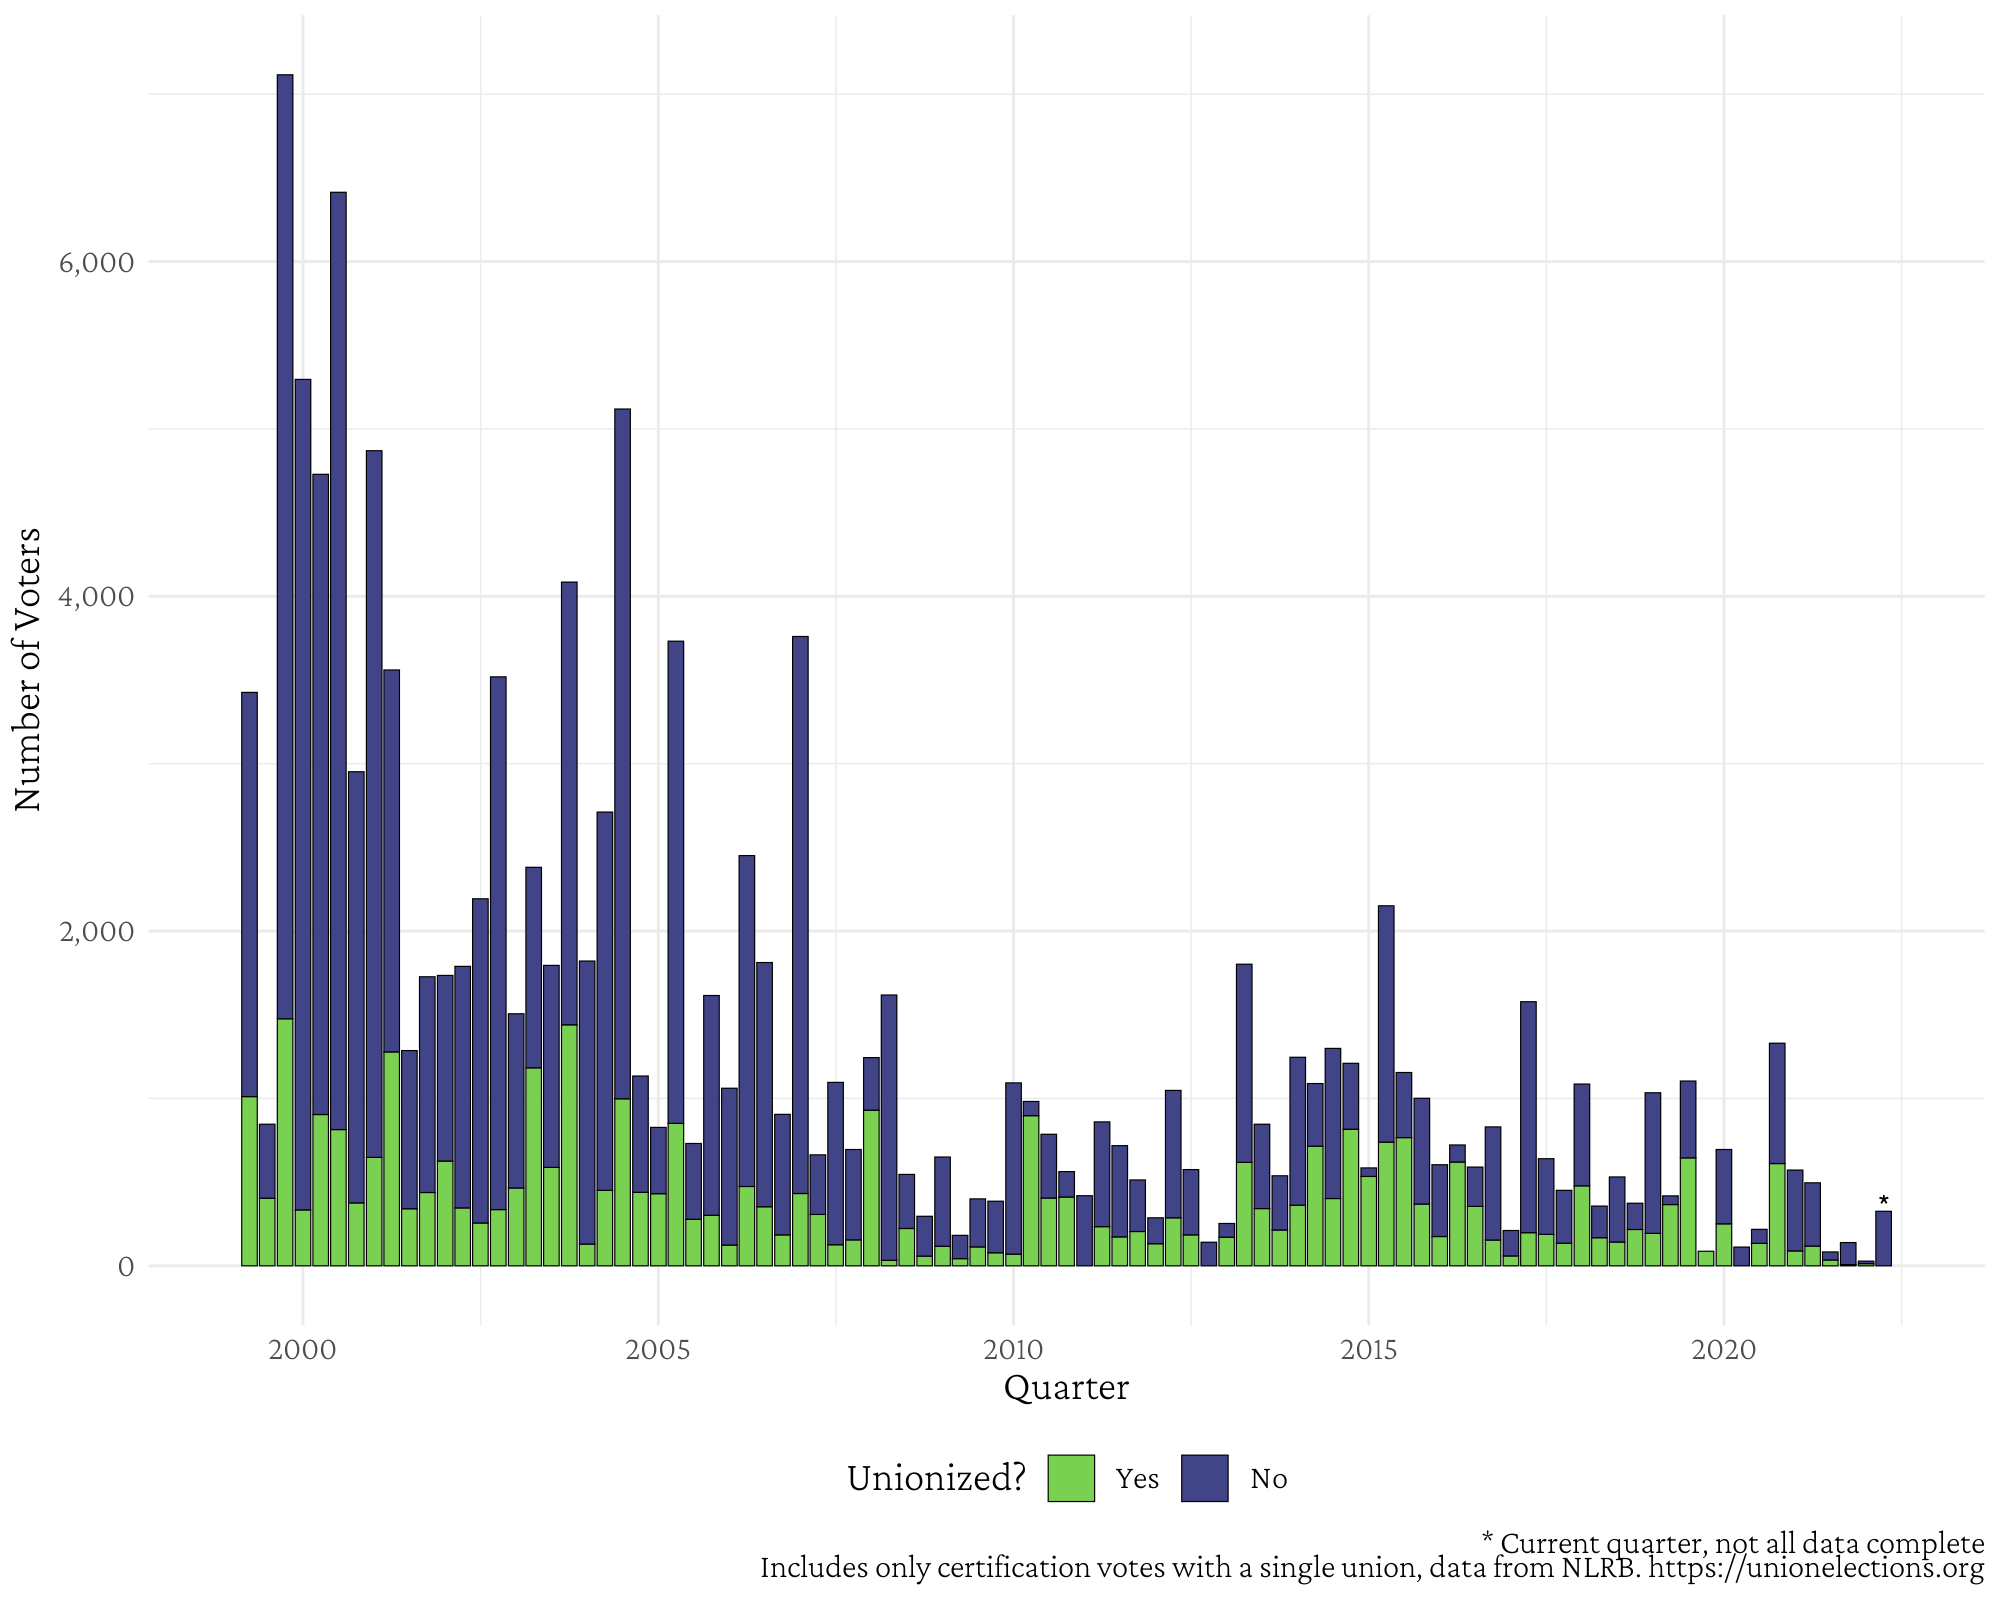 6,000
4,000
2,000
0
Number of Voters
2000 2005 2010 2015 2020
*
Quarter
Unionized? Yes No
* Current quarter, not all data complete
Includes only certification votes with a single union, data from NLRB. https://unionelections.org